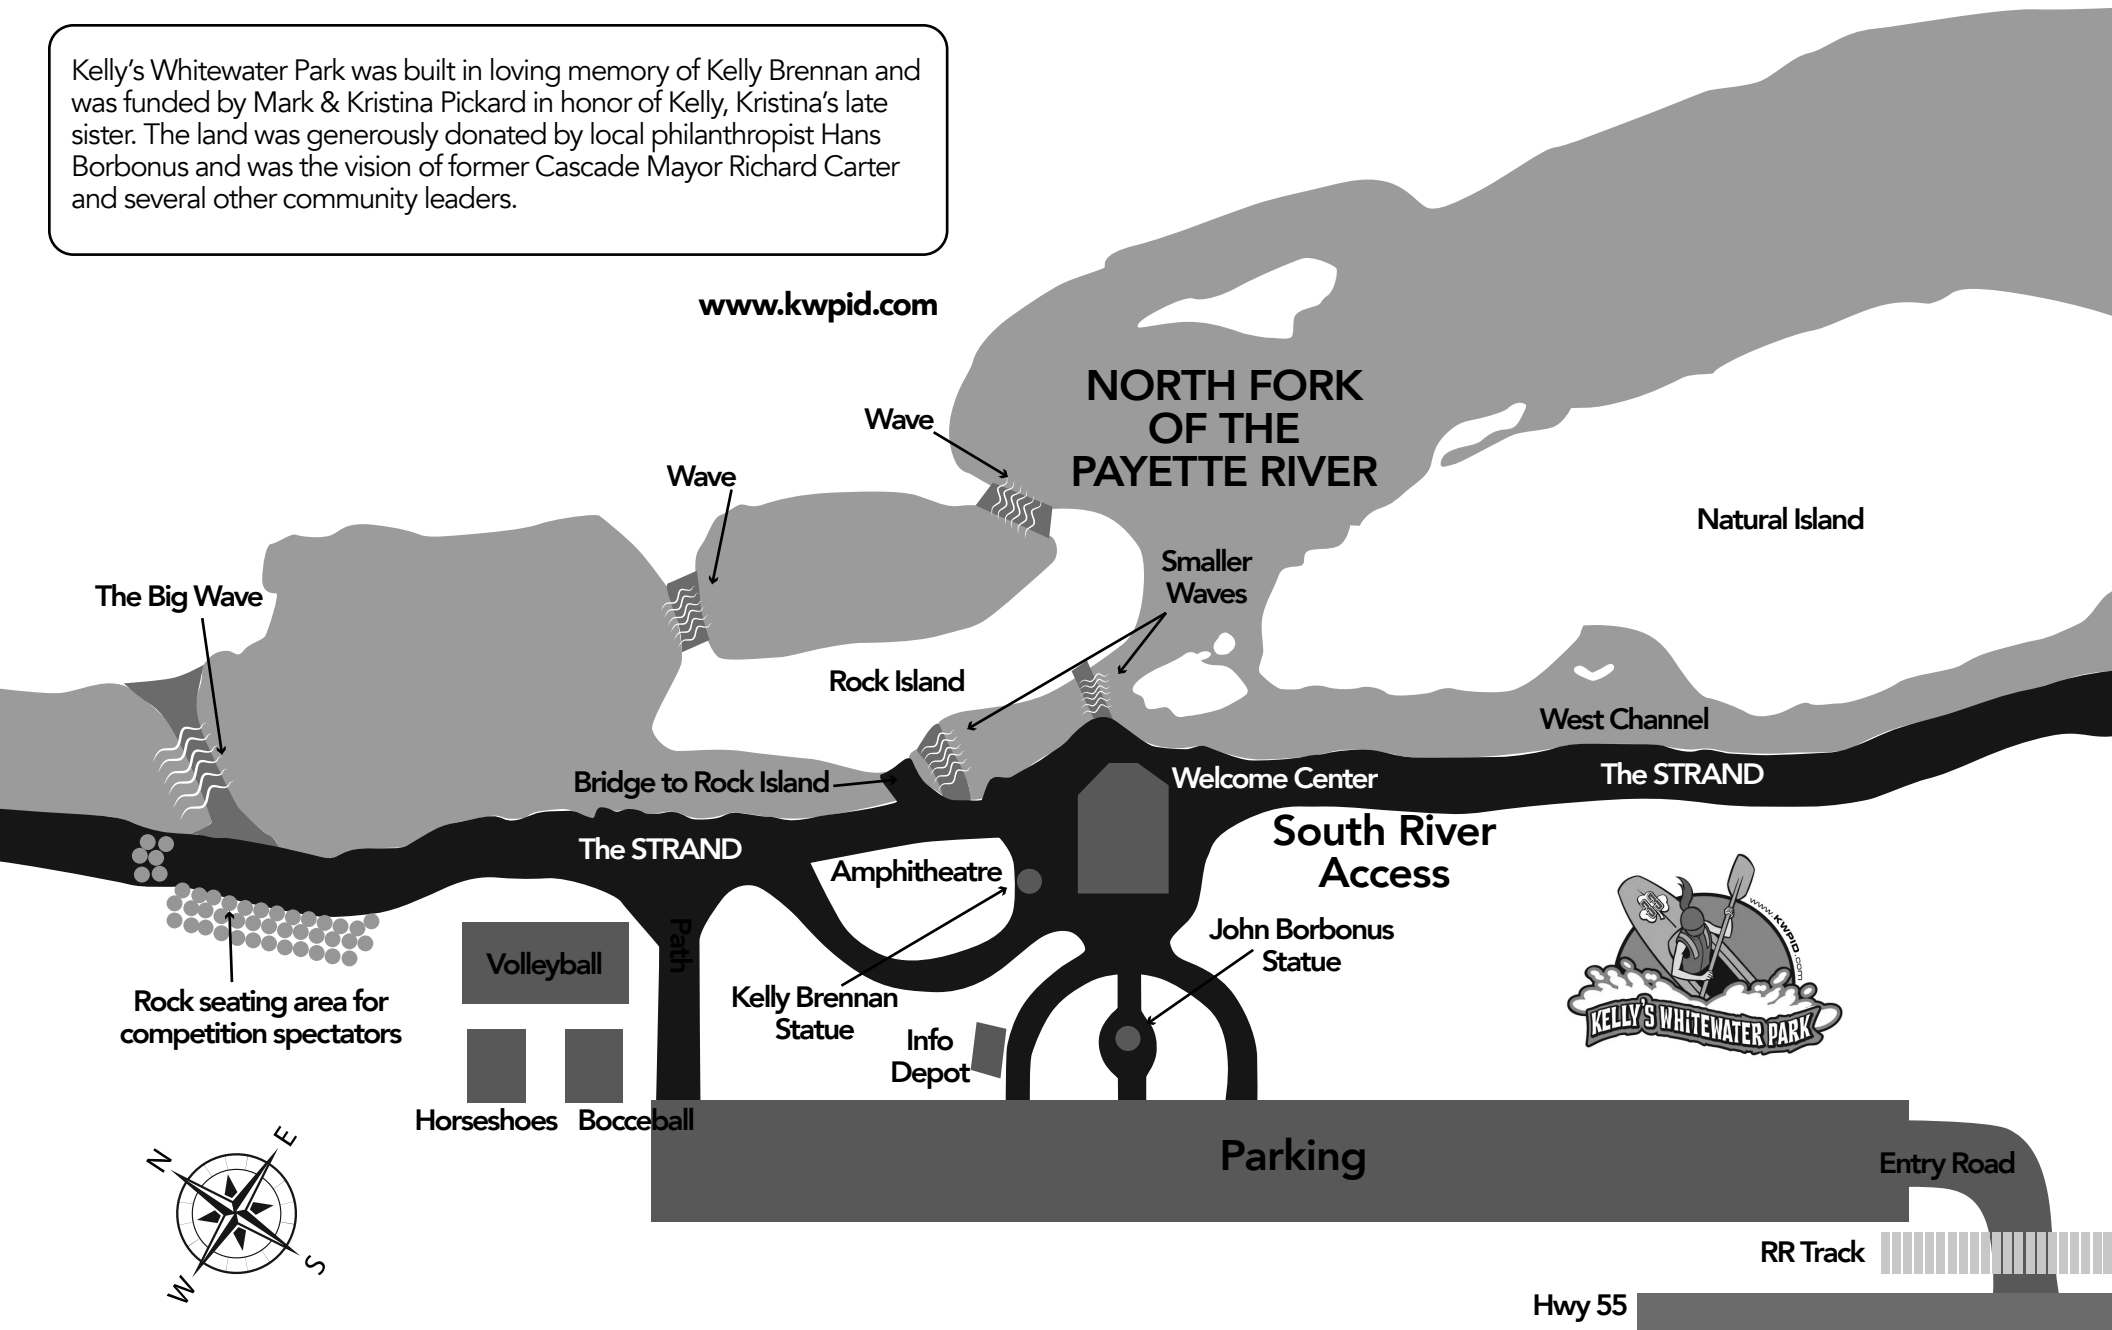 Kelly's Whitewater Park was built in loving memory of Kelly Brennan and
was funded by Mark & Kristina Pickard in honor of Kelly, Kristina's late
sister. The land was generously donated by local philanthropist Hans
Borbonus and was the vision of former Cascade Mayor Richard Carter
and several other community leaders.
www.kwpid.com
NORTH FORK
OF THE
PAYETTE RIVER
Wave
Wave
Natural Island
Smaller
Waves
The Big Wave
Rock Island
West Channel
Bridge to Rock Island
Welcome Center
The STRAND
The STRAND
South River
Access
Amphitheatre
Path
John Borbonus
Statue
Volleyball
Kelly Brennan
Statue
Rock seating area for
competition spectators
Info
Depot
www.KWPID.com
KELLY'S WHITEWATER PARK
Horseshoes
Bocceball
Parking
Entry Road
N
E
S
W
RR Track
Hwy 55